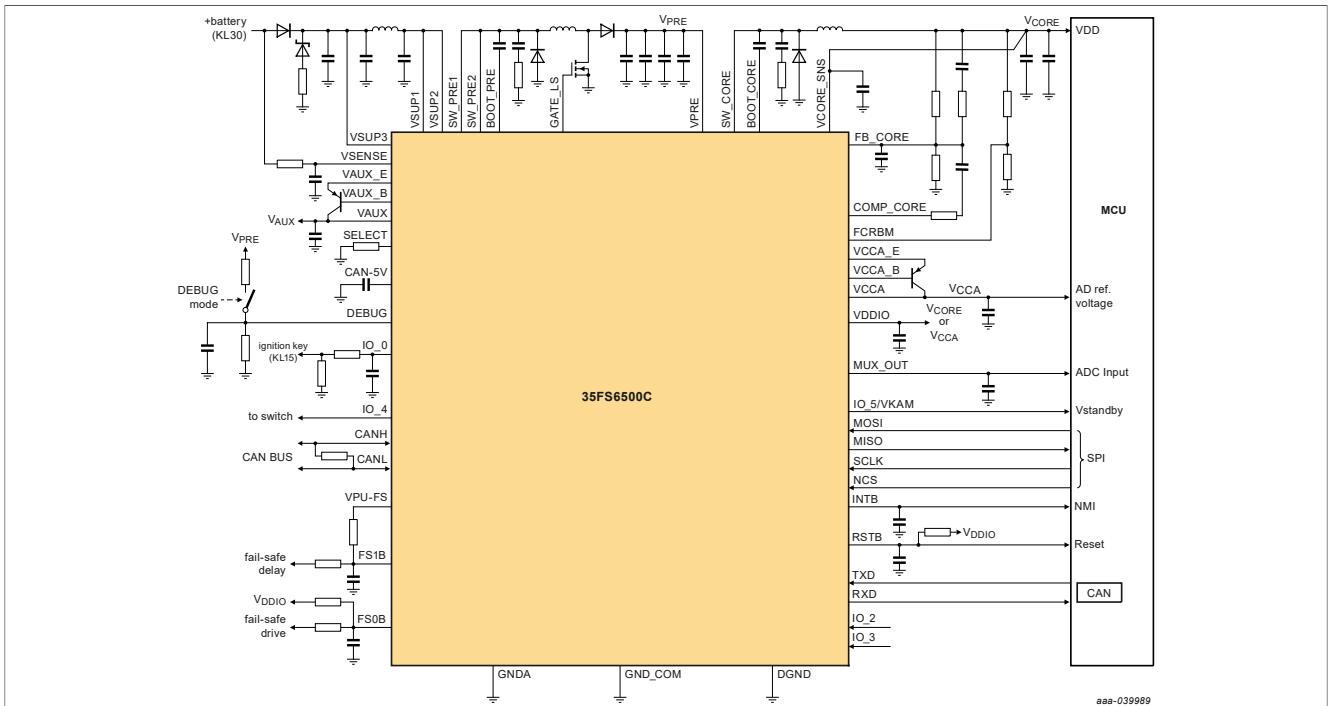 +battery
(KL30)
VPRE
VCORE
VDD
VSUP1
VSUP2
SW_PRE1
SW_PRE2
BOOT_PRE
GATE_LS
VPRE
SW_CORE
BOOT_CORE
VCORE_SNS
VSUP3
VSENSE
VAUX_E
VAUX_B
VAUX
VAUX
SELECT
VPRE
CAN-5V
DEBUG
mode
DEBUG
ignition key
(KL15)
IO_0
to switch
IO_4
CANH
CAN BUS
CANL
VPU-FS
fail-safe
delay
FS1B
VDDIO
fail-safe
drive
FS0B
35FS6500C
GNDA
GND_COM
DGND
FB_CORE
COMP_CORE
FCRBM
VCCA_E
VCCA_B
VCCA
VCCA
VDDIO
VCORE
or
VCCA
MUX_OUT
IO_5/VKAM
MOSI
MISO
SCLK
NCS
INTB
RSTB
VDDIO
TXD
RXD
IO_2
IO_3
MCU
AD ref.
voltage
ADC Input
Vstandby
SPI
NMI
Reset
CAN
aaa-039989